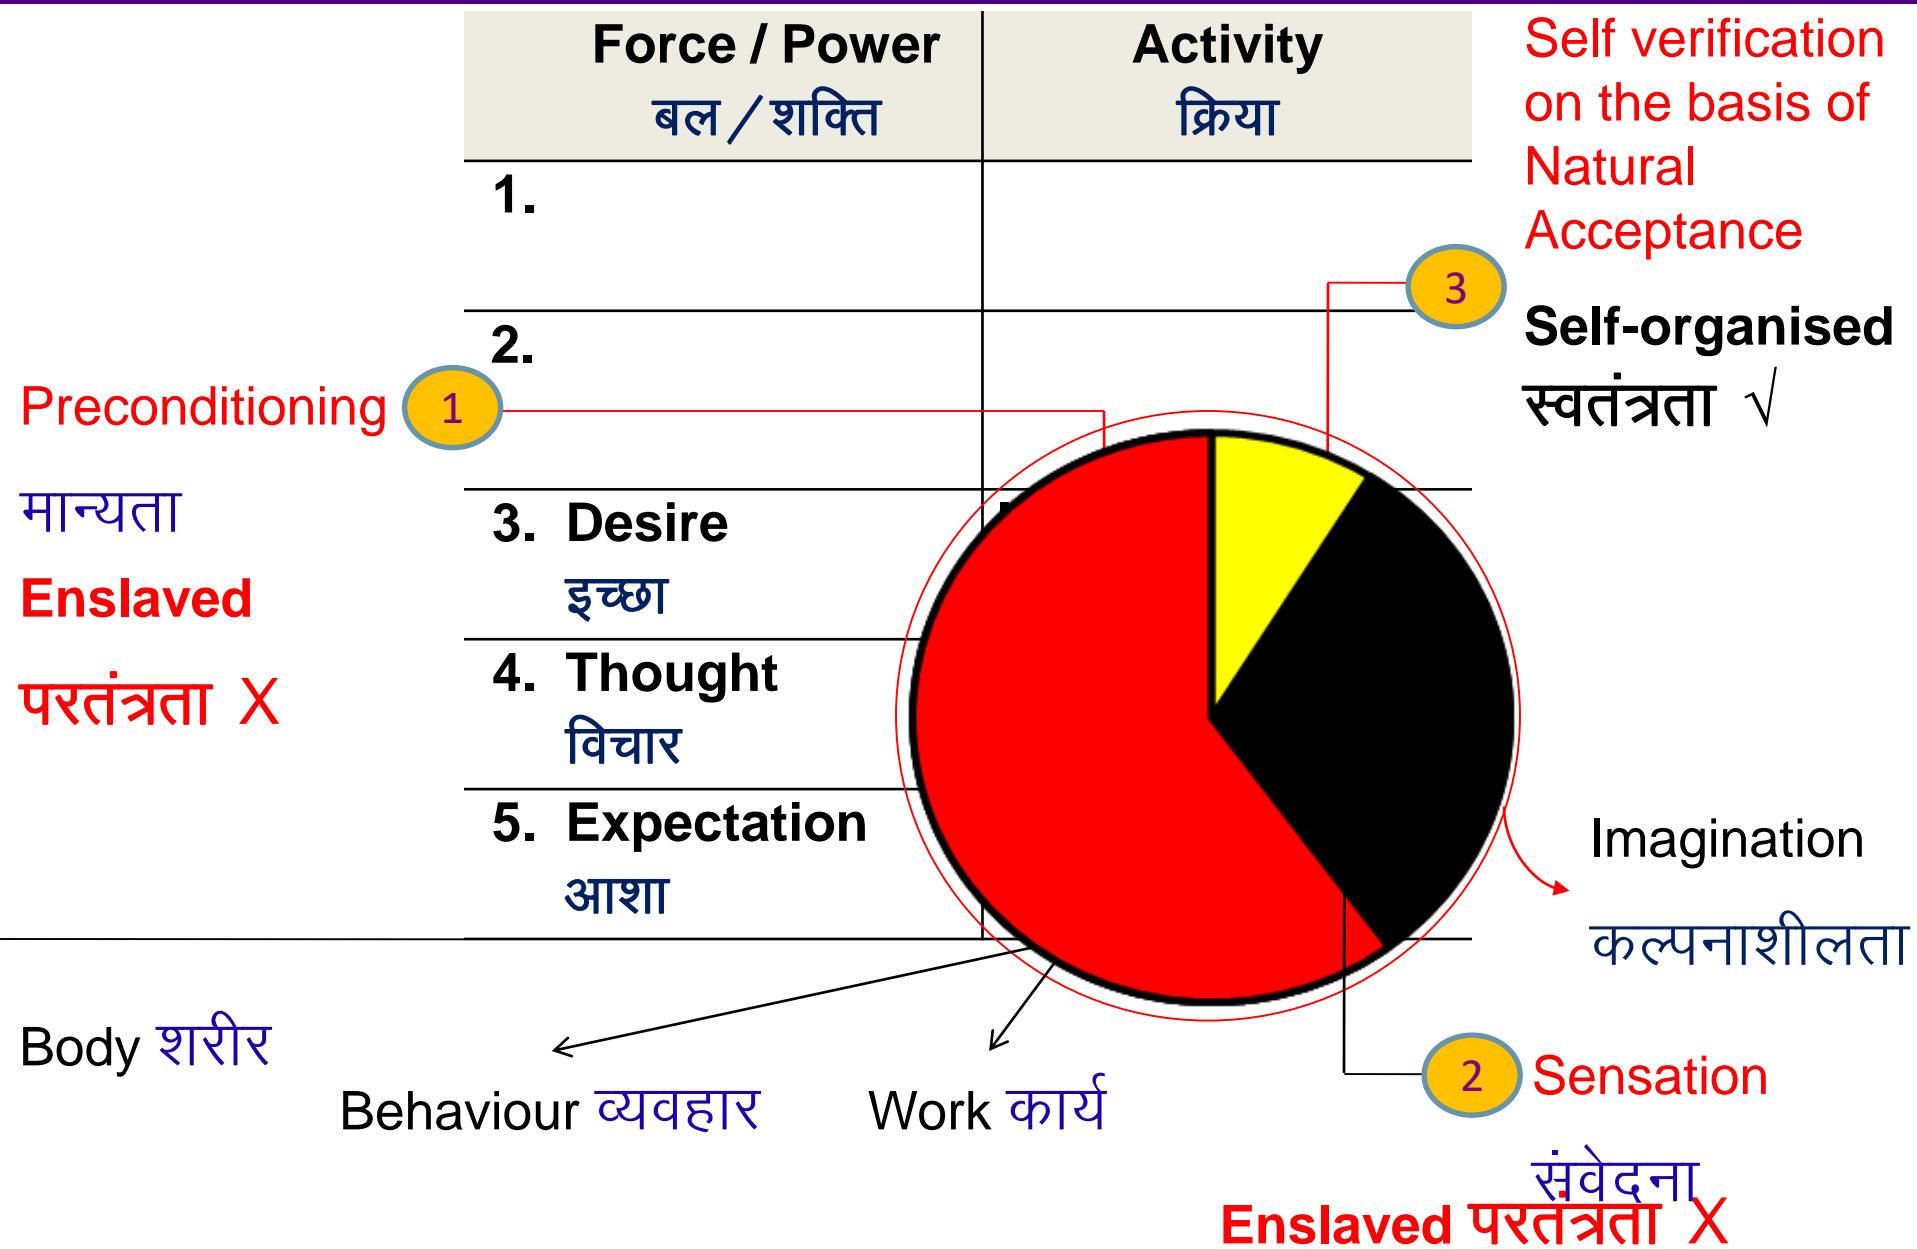 Force / Power
बल / शक्ति
Activity
क्रिया
1.
2.
3. Desire
इच्छा
4. Thought
विचार
5. Expectation
आशा
Self verification
on the basis of
Natural
Acceptance
3
Self-organised
स्वतंत्रता √
Preconditioning 1
मान्यता
Enslaved
परतंत्रता X
Imagination
कल्पनाशीलता
Body शरीर
Behaviour व्यवहार
Work कार्य
2 Sensation
संवेदना
Enslaved परतंत्रता X